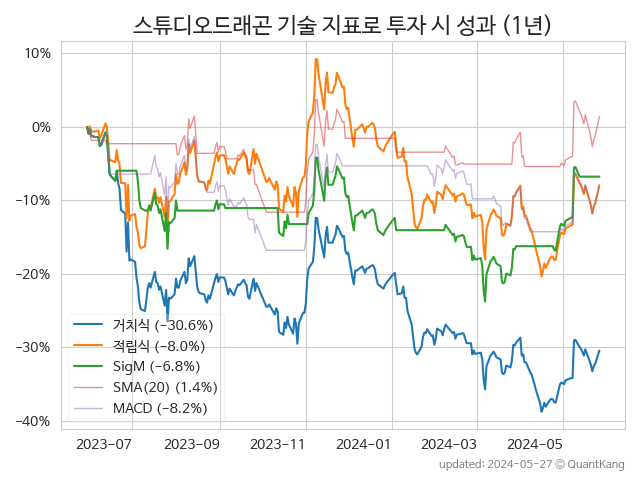 스튜디오드래곤 기술 지표로 투자 시 성과 (1년)
10%
0%
−10%
−20%
−30%
−40%
거치식 (−30.6%)
적립식 (−8.0%)
SigM (−6.8%)
SMA(20) (1.4%)
MACD (−8.2%)
2023−07 2023−09 2023−11 2024−01 2024−03 2024−05
updated: 2024−05−27 ⓒ QuantKang